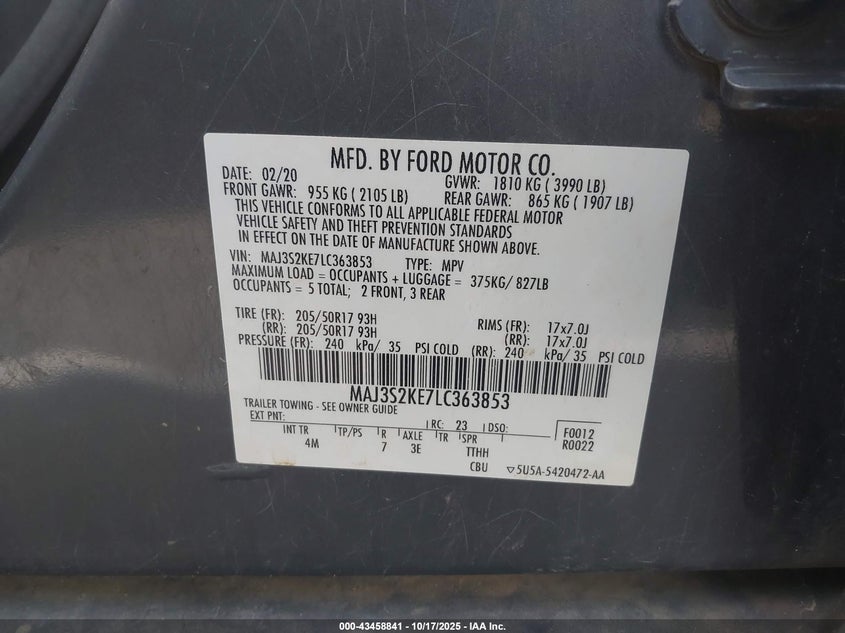 MFD. BY FORD MOTOR CO.
DATE: 02/20 GVWR: 1810 KG ( 3990 LB)
FRONT GAWR: 955 KG ( 2105 LB) REAR GAWR: 865 KG ( 1907 LB)
THIS VEHICLE CONFORMS TO ALL APPLICABLE FEDERAL MOTOR
VEHICLE SAFETY AND THEFT PREVENTION STANDARDS
IN EFFECT ON THE DATE OF MANUFACTURE SHOWN ABOVE.
VIN: MAJ3S2KE7LC363853 TYPE: MPV
MAXIMUM LOAD = OCCUPANTS + LUGGAGE = 375KG/ 827LB
OCCUPANTS = 5 TOTAL; 2 FRONT, 3 REAR
TIRE (FR): 205/50R17 93H RIMS (FR): 17x7.0J
(RR): 205/50R17 93H (RR): 17x7.0J
PRESSURE (FR): 240 kPa/ 35 PSI COLD (RR): 240 kPa/ 35 PSI COLD
MAJ3S2KE7LC363853
TRAILER TOWING - SEE OWNER GUIDE
EXT PNT: RC: 23 DSO: F0012
INT TR TP/PS R AXLE TR SPR R0022
4M 7 3E TTHH
CBU 5U5A-5420472-AA
000-43458841 / 10/17/2025 - IAA Inc.